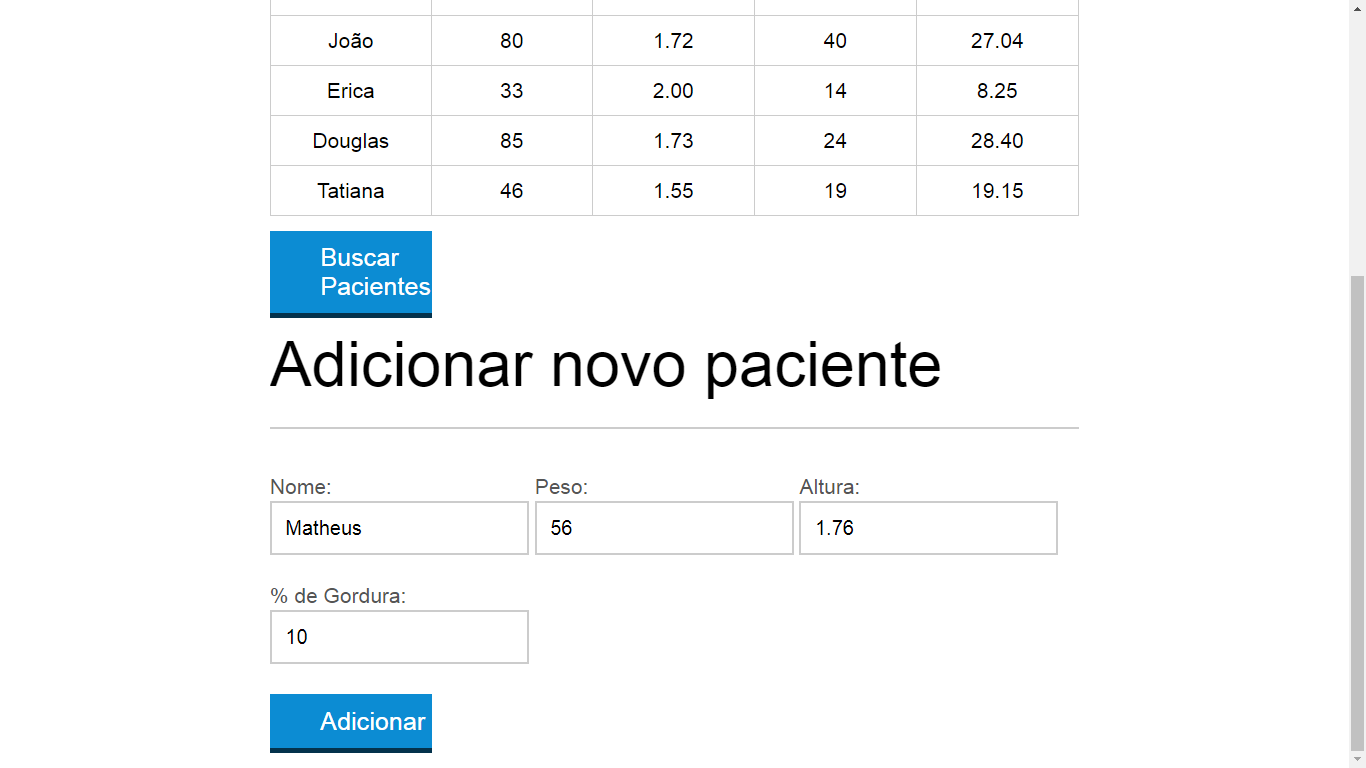 João 80 1.72 40 27.04
Erica 33 2.00 14 8.25
Douglas 85 1.73 24 28.40
Tatiana 46 1.55 19 19.15
Buscar
Pacientes
Adicionar novo paciente
Nome: Peso: Altura:
Matheus 56 1.76
% de Gordura:
10
Adicionar